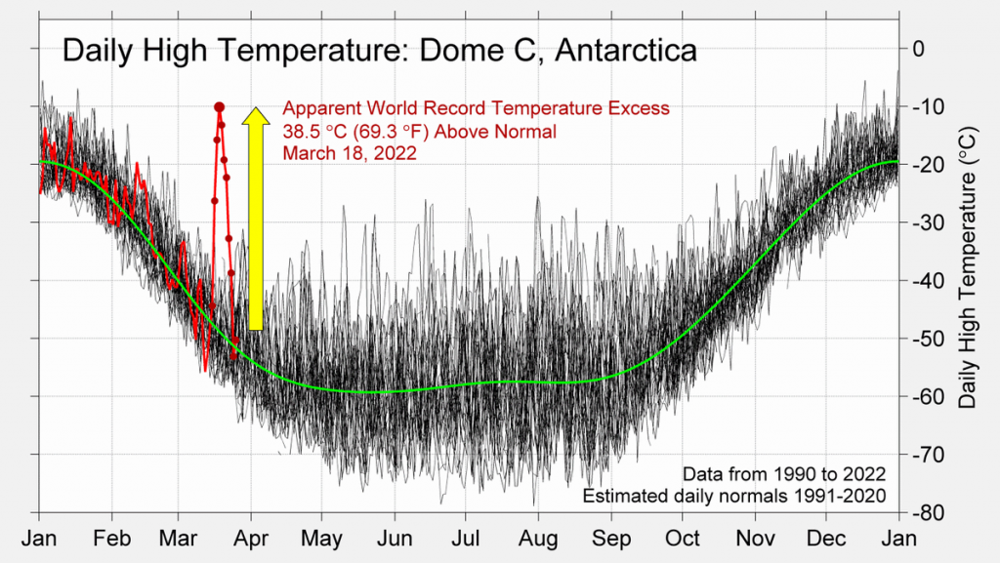 Daily High Temperature: Dome C, Antarctica
Apparent World Record Temperature Excess
38.5 °C (69.3 °F) Above Normal
March 18, 2022
0
-10
-20
-30
-40
-50
-60
-70
-80
Daily High Temperature (°C)
Data from 1990 to 2022
Estimated daily normals 1991-2020
Jan Feb Mar Apr May Jun Jul Aug Sep Oct Nov Dec Jan